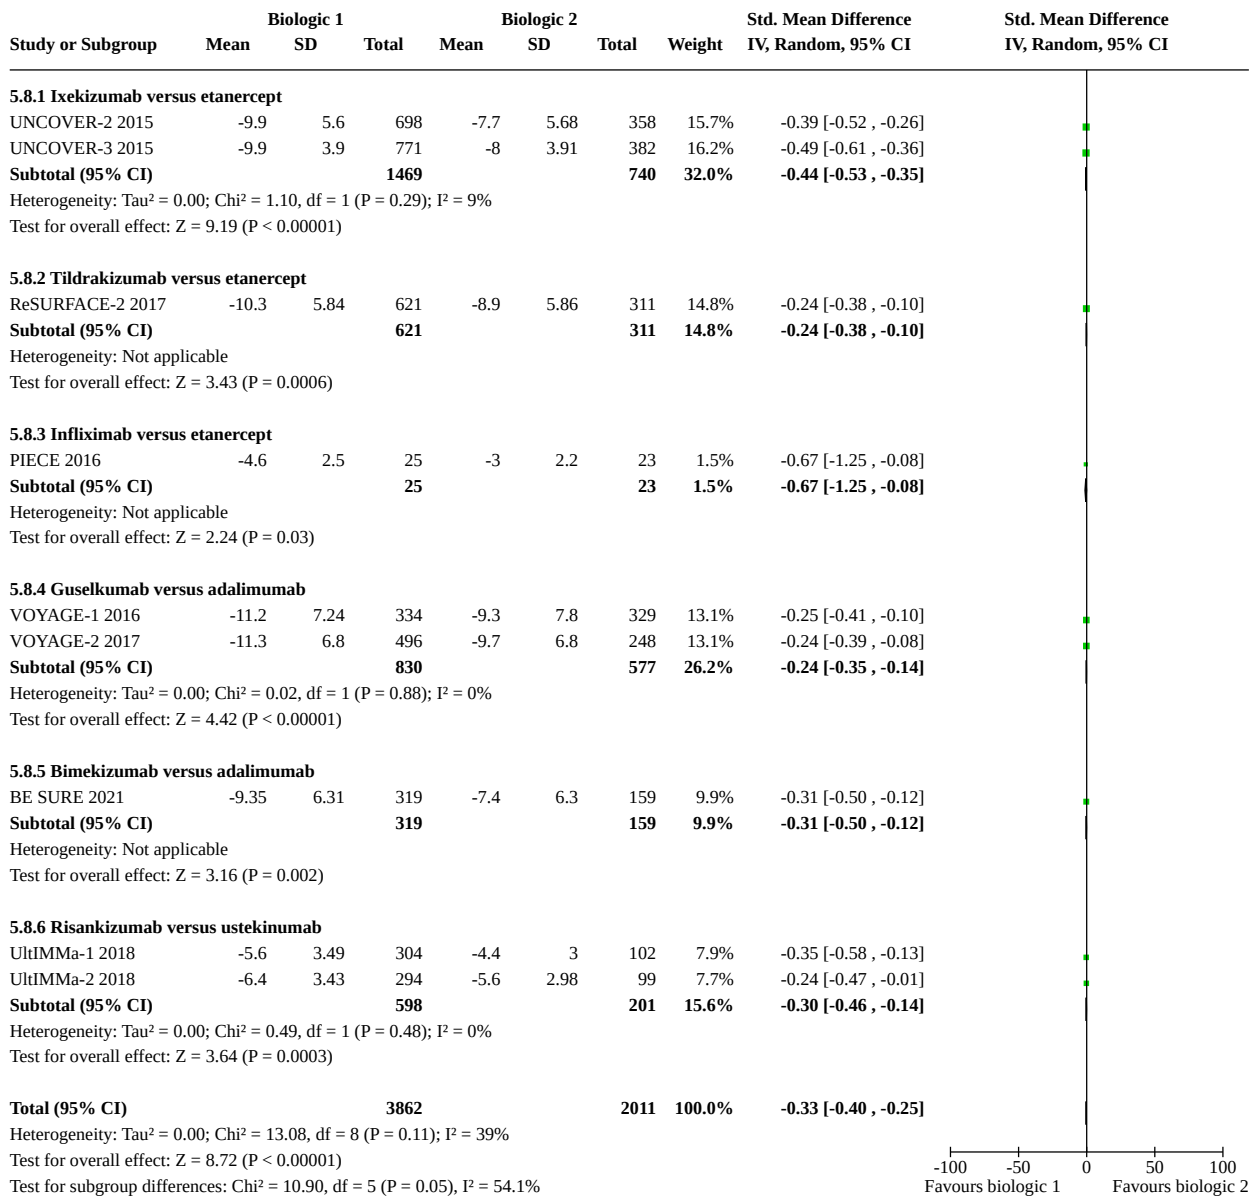 Biologic 1 Biologic 2 Std. Mean Difference Std. Mean Difference
Study or Subgroup Mean SD Total Mean SD Total Weight IV, Random, 95% CI IV, Random, 95% CI
5.8.1 Ixekizumab versus etanercept
UNCOVER-2 2015 -9.9 5.6 698 -7.7 5.68 358 15.7% -0.39 [-0.52 , -0.26]
UNCOVER-3 2015 -9.9 3.9 771 -8 3.91 382 16.2% -0.49 [-0.61 , -0.36]
Subtotal (95% CI) 1469 740 32.0% -0.44 [-0.53 , -0.35]
Heterogeneity: Tau² = 0.00; Chi² = 1.10, df = 1 (P = 0.29); I² = 9%
Test for overall effect: Z = 9.19 (P < 0.00001)
5.8.2 Tildrakizumab versus etanercept
ReSURFACE-2 2017 -10.3 5.84 621 -8.9 5.86 311 14.8% -0.24 [-0.38 , -0.10]
Subtotal (95% CI) 621 311 14.8% -0.24 [-0.38 , -0.10]
Heterogeneity: Not applicable
Test for overall effect: Z = 3.43 (P = 0.0006)
5.8.3 Infliximab versus etanercept
PIECE 2016 -4.6 2.5 25 -3 2.2 23 1.5% -0.67 [-1.25 , -0.08]
Subtotal (95% CI) 25 23 1.5% -0.67 [-1.25 , -0.08]
Heterogeneity: Not applicable
Test for overall effect: Z = 2.24 (P = 0.03)
5.8.4 Guselkumab versus adalimumab
VOYAGE-1 2016 -11.2 7.24 334 -9.3 7.8 329 13.1% -0.25 [-0.41 , -0.10]
VOYAGE-2 2017 -11.3 6.8 496 -9.7 6.8 248 13.1% -0.24 [-0.39 , -0.08]
Subtotal (95% CI) 830 577 26.2% -0.24 [-0.35 , -0.14]
Heterogeneity: Tau² = 0.00; Chi² = 0.02, df = 1 (P = 0.88); I² = 0%
Test for overall effect: Z = 4.42 (P < 0.00001)
5.8.5 Bimekizumab versus adalimumab
BE SURE 2021 -9.35 6.31 319 -7.4 6.3 159 9.9% -0.31 [-0.50 , -0.12]
Subtotal (95% CI) 319 159 9.9% -0.31 [-0.50 , -0.12]
Heterogeneity: Not applicable
Test for overall effect: Z = 3.16 (P = 0.002)
5.8.6 Risankizumab versus ustekinumab
UltIMMa-1 2018 -5.6 3.49 304 -4.4 3 102 7.9% -0.35 [-0.58 , -0.13]
UltIMMa-2 2018 -6.4 3.43 294 -5.6 2.98 99 7.7% -0.24 [-0.47 , -0.01]
Subtotal (95% CI) 598 201 15.6% -0.30 [-0.46 , -0.14]
Heterogeneity: Tau² = 0.00; Chi² = 0.49, df = 1 (P = 0.48); I² = 0%
Test for overall effect: Z = 3.64 (P = 0.0003)
Total (95% CI) 3862 2011 100.0% -0.33 [-0.40 , -0.25]
Heterogeneity: Tau² = 0.00; Chi² = 13.08, df = 8 (P = 0.11); I² = 39%
Test for overall effect: Z = 8.72 (P < 0.00001)
-100 -50 0 50 100
Test for subgroup differences: Chi² = 10.90, df = 5 (P = 0.05), I² = 54.1% Favours biologic 1 Favours biologic 2